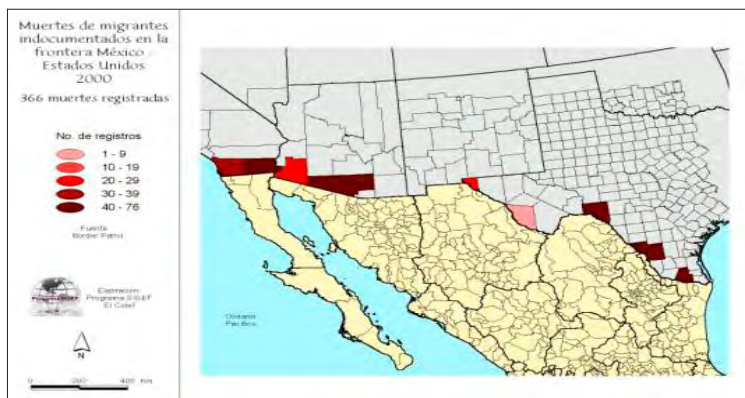 Muertes de migrantes
indocumentados en la
frontera México
Estados Unidos
2000
366 muertes registradas
No. de registros
1 - 9
10 - 19
20 - 29
30 - 39
40 - 76
Fuente
Border Patrol
Programa SIGEF
El Colef
N
0 200 400 km
Océano
Pacífico